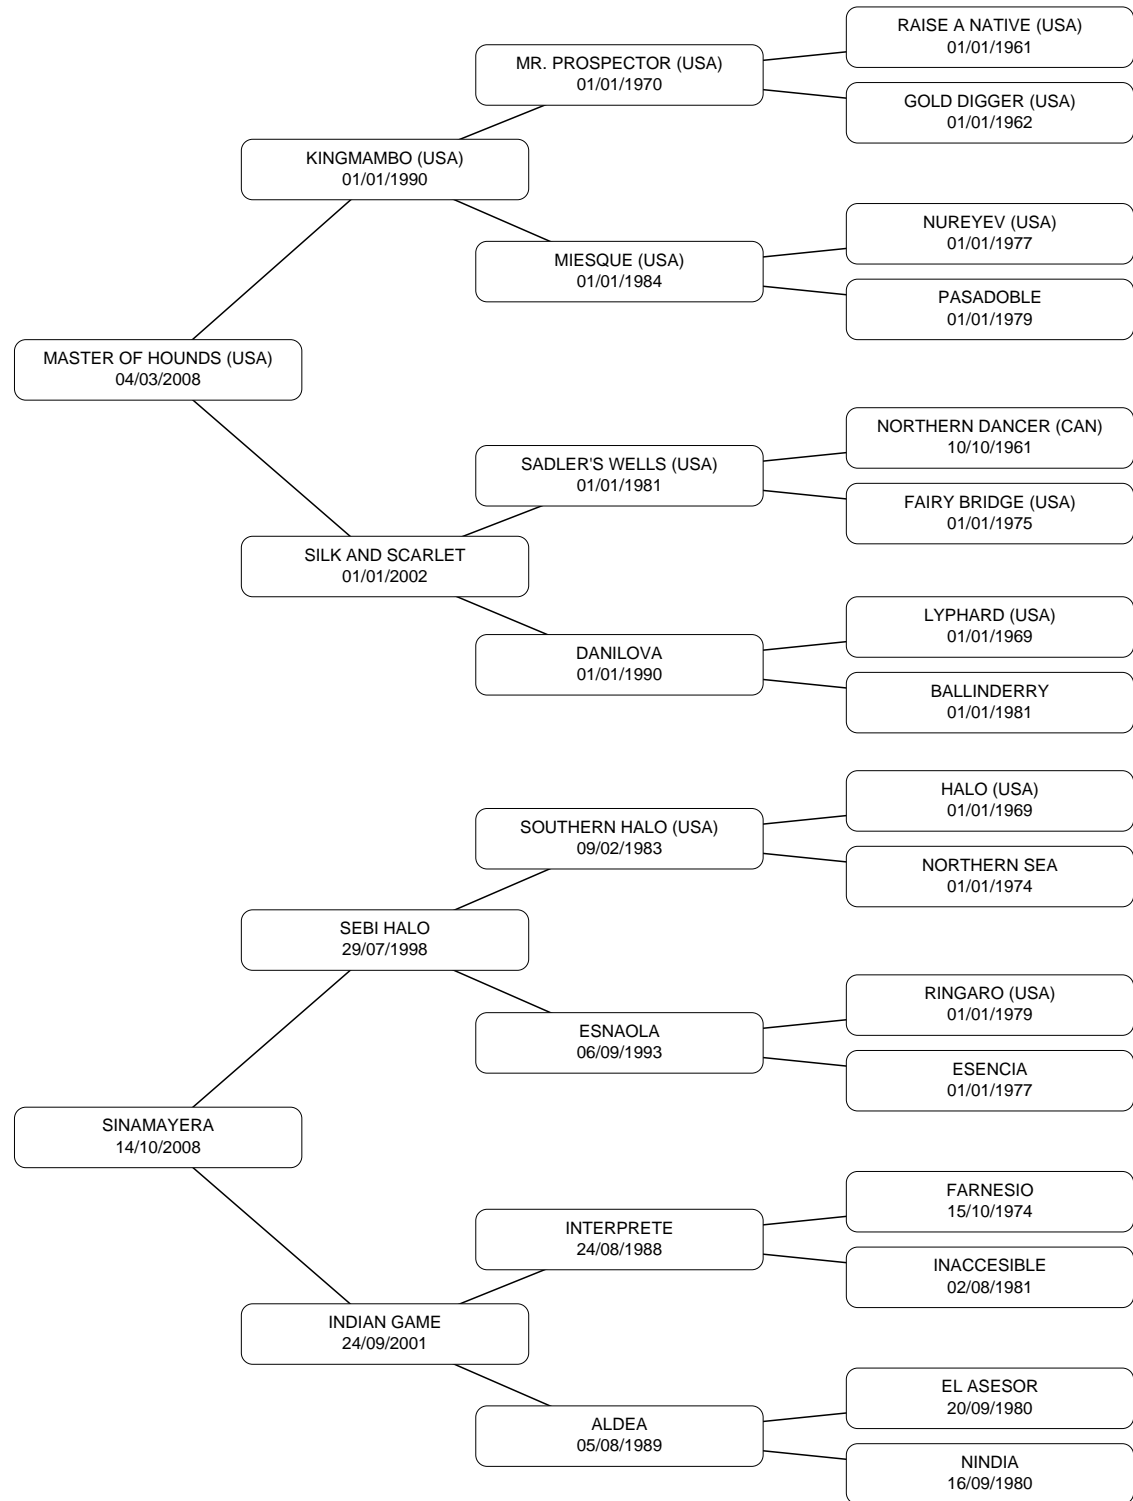 RAISE A NATIVE (USA)
01/01/1961
MR. PROSPECTOR (USA)
01/01/1970
GOLD DIGGER (USA)
01/01/1962
KINGMAMBO (USA)
01/01/1990
NUREYEV (USA)
01/01/1977
MIESQUE (USA)
01/01/1984
PASADOBLE
01/01/1979
MASTER OF HOUNDS (USA)
04/03/2008
NORTHERN DANCER (CAN)
10/10/1961
SADLER'S WELLS (USA)
01/01/1981
FAIRY BRIDGE (USA)
01/01/1975
SILK AND SCARLET
01/01/2002
LYPHARD (USA)
01/01/1969
DANILOVA
01/01/1990
BALLINDERRY
01/01/1981
HALO (USA)
01/01/1969
SOUTHERN HALO (USA)
09/02/1983
NORTHERN SEA
01/01/1974
SEBI HALO
29/07/1998
RINGARO (USA)
01/01/1979
ESNAOLA
06/09/1993
ESENCIA
01/01/1977
SINAMAYERA
14/10/2008
FARNESIO
15/10/1974
INTERPRETE
24/08/1988
INACCESIBLE
02/08/1981
INDIAN GAME
24/09/2001
EL ASESOR
20/09/1980
ALDEA
05/08/1989
NINDIA
16/09/1980